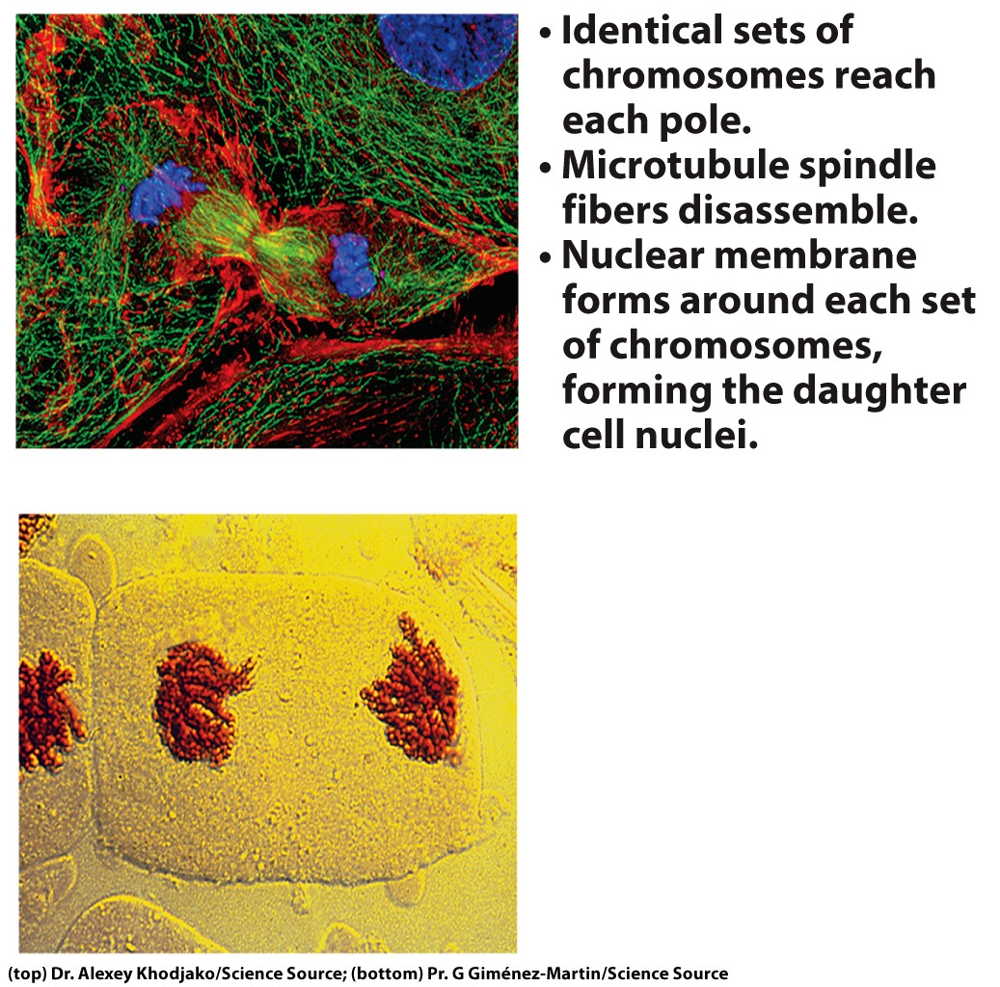 • Identical sets of
chromosomes reach
each pole.
• Microtubule spindle
fibers disassemble.
• Nuclear membrane
forms around each set
of chromosomes,
forming the daughter
cell nuclei.
(top) Dr. Alexey Khodjako/Science Source; (bottom) Pr. G Giménez-Martin/Science Source